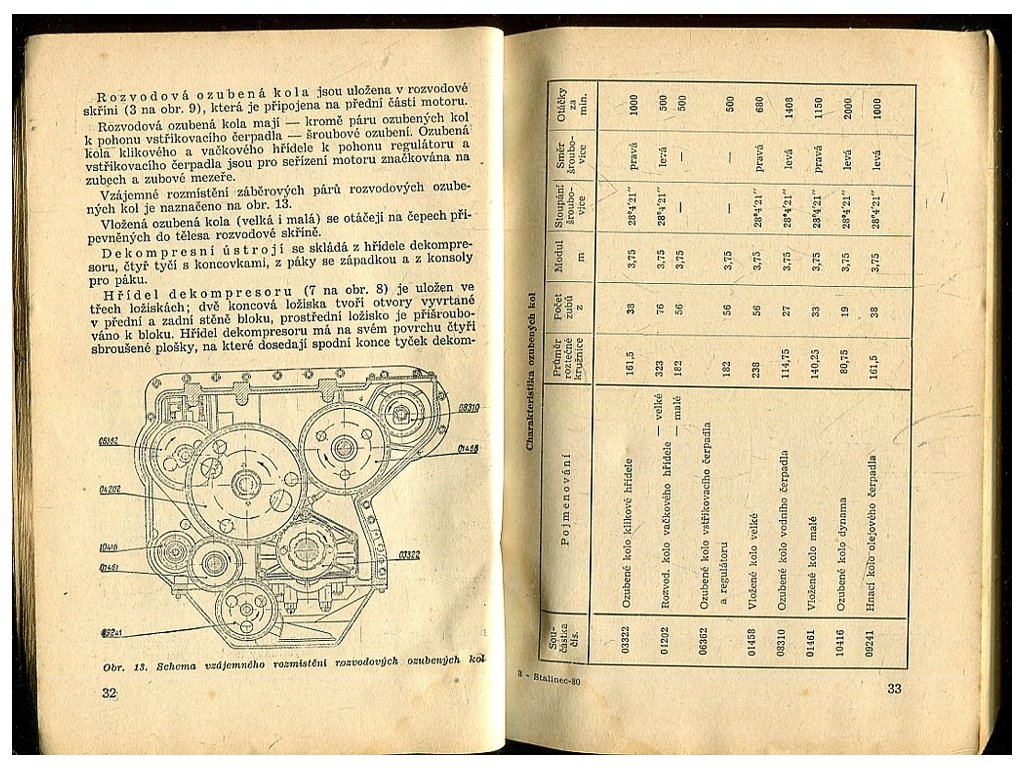 Rozvodová ozubená kola jsou uložena v rozvodové
skříni (3 na obr. 9), která je připojena na přední části motoru.
Rozvodová ozubená kola mají — kromě páru ozubených kol
k pohonu vstřikovacího čerpadla — šroubové ozubení. Ozubená
kola klikového a vačkového hřídele k pohonu regulátoru a
vstřikovacího čerpadla jsou pro seřízení motoru značkována na
zubech a zubové mezeře.
Vzájemné rozmístění záběrových párů rozvodových ozube-
ných kol je naznačeno na obr. 13.
Vložená ozubená kola (velká i malá) se otáčejí na čepech při-
pevněných do tělesa rozvodové skříně.
Dekompresní ústrojí se skládá z hřídele dekompre-
soru, čtyř tyčí s koncovkami, z páky se západkou a z konsoly
pro páku.
Hřídel dekompresoru (7 na obr. 8) je uložen ve
třech ložiskách; dvě koncová ložiska tvoří otvory vyvrtané
v přední a zadní stěně bloku, prostřední ložisko je přišroubo-
váno k bloku. Hřídel dekompresoru má na svém povrchu čtyři
sbroušené plošky, na které dosedají spodní konce tyček dekom-
08310
01458
06362
04202
10416
01461
03322
09241
Obr. 13. Schema vzájemného rozmístění rozvodových ozubených kol
32
Charakteristika ozubených kol
Sou-
částka
čís.
Pojmenování
Průměr
roztečné
kružnice
Počet
zubů
z
Modul
m
Stoupání
šroubo-
vice
Směr
šroubo-
vice
Otáčky
za
min.
03322 Ozubené kolo klikové hřídele 161,5 38 3,75 28°4′21″ pravá 1000
01202 Rozvod. kolo vačkového hřídele — velké 323 76 3,75 28°4′21″ levá 500
— malé 182 56 3,75 — — 500
06362 Ozubené kolo vstřikovacího čerpadla
a regulátoru 182 56 3,75 — — 500
01458 Vložené kolo velké 238 56 3,75 28°4′21″ pravá 680
08310 Ozubené kolo vodního čerpadla 114,75 27 3,75 28°4′21″ levá 1408
01461 Vložené kolo malé 140,25 33 3,75 28°4′21″ pravá 1150
10416 Ozubené kolo dynama 80,75 19 3,75 28°4′21″ levá 2000
09241 Hnací kolo olejového čerpadla 161,5 38 3,75 28°4′21″ levá 1000
3 - Stalinec-80
33